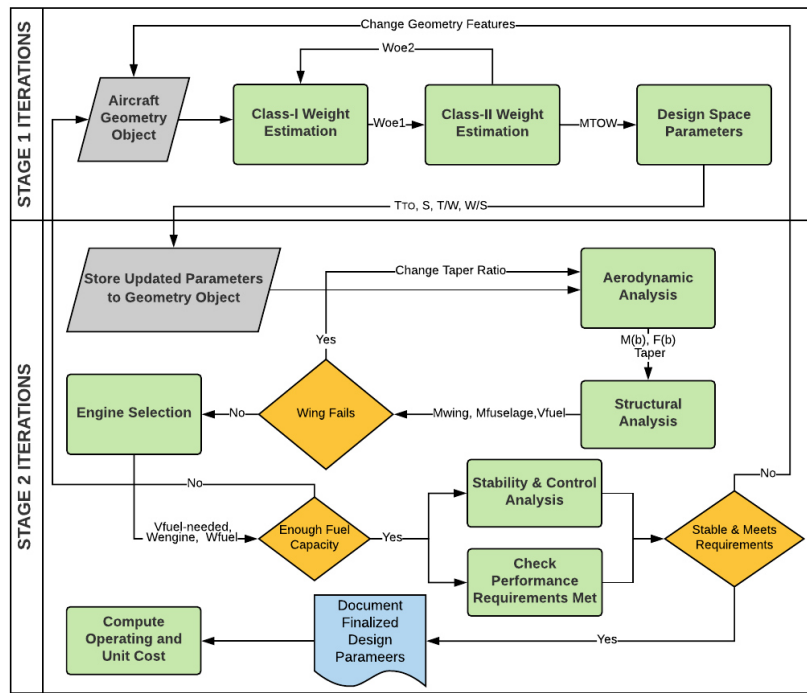 STAGE 1 ITERATIONS
Change Geometry Features
Woe2
Aircraft
Geometry
Object
Class-I Weight
Estimation
Woe1
Class-II Weight
Estimation
MTOW
Design Space
Parameters
TTO, S, T/W, W/S
STAGE 2 ITERATIONS
Store Updated Parameters
to Geometry Object
Change Taper Ratio
Aerodynamic
Analysis
M(b), F(b)
Taper
Yes
Engine Selection
No
Wing Fails
Mwing, Mfuselage,Vfuel
Structural
Analysis
No
No
Vfuel-needed,
Wengine, Wfuel
Enough Fuel
Capacity
Yes
Stability & Control
Analysis
Check
Performance
Requirements Met
Stable & Meets
Requirements
Yes
Document
Finalized
Design
Parameers
Compute
Operating and
Unit Cost